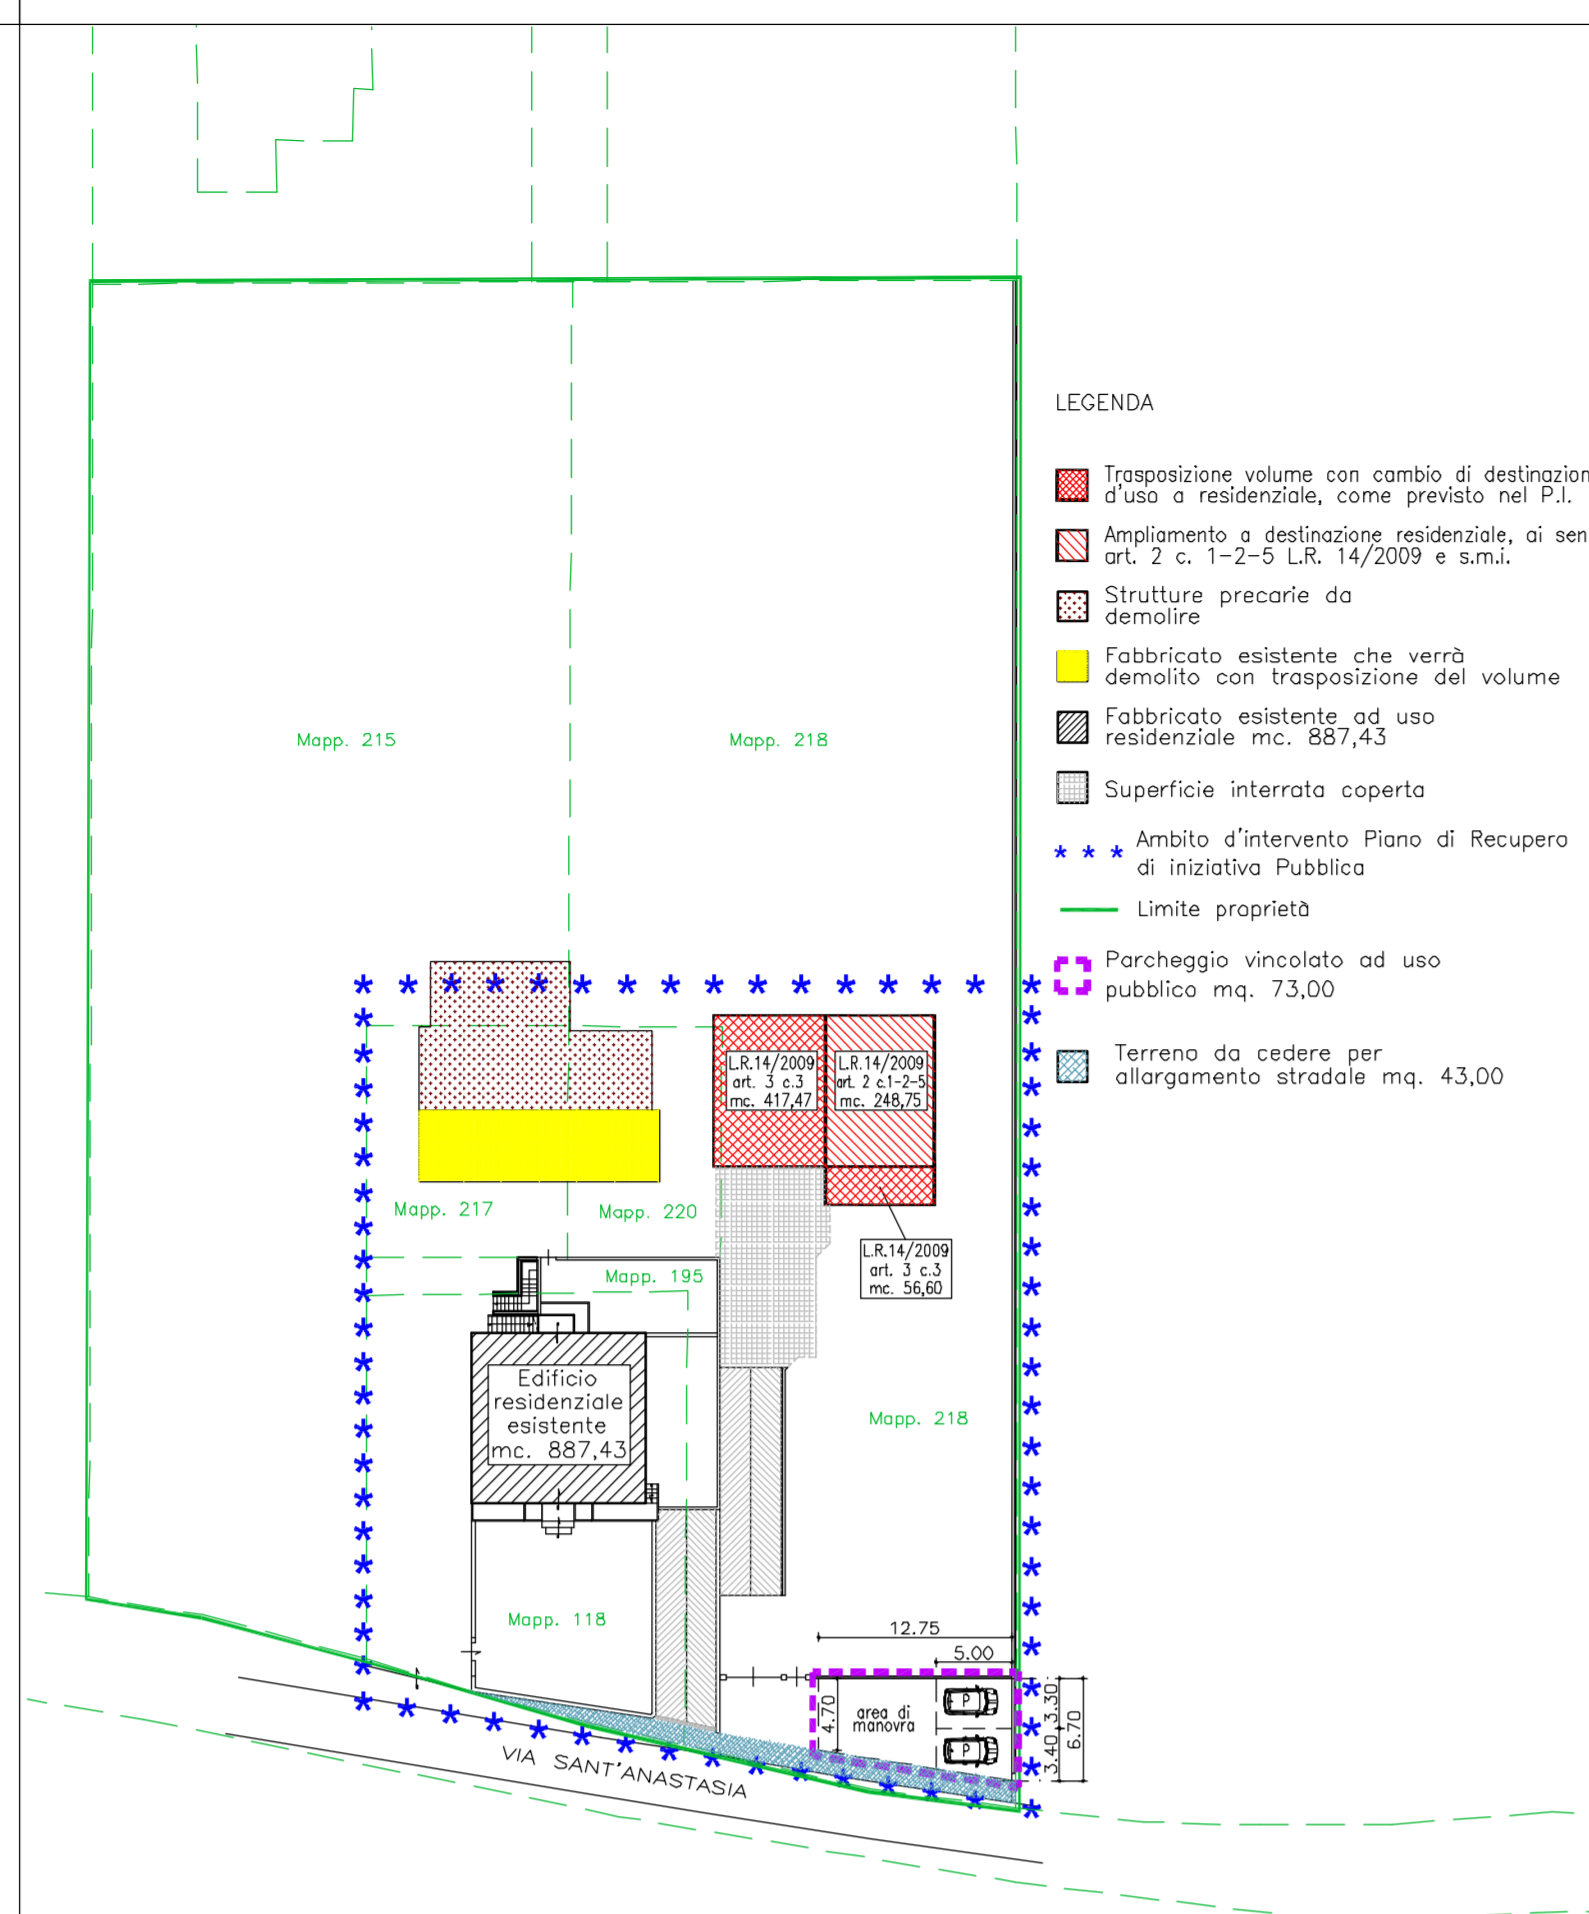 LEGENDA
Trasposizione volume con cambio di destinazion
d'uso a residenziale, come previsto nel P.I.
Ampliamento a destinazione residenziale, ai sen
art. 2 c. 1-2-5 L.R. 14/2009 e s.m.i.
Strutture precarie da
demolire
Fabbricato esistente che verrà
demolito con trasposizione del volume
Fabbricato esistente ad uso
residenziale mc. 887,43
Superficie interrata coperta
Ambito d'intervento Piano di Recupero
di iniziativa Pubblica
Limite proprietà
Parcheggio vincolato ad uso
pubblico mq. 73,00
Terreno da cedere per
allargamento stradale mq. 43,00
Mapp. 215
Mapp. 218
L.R.14/2009
art. 3 c.3
mc. 417,47
L.R.14/2009
art. 2 c.1-2-5
mc. 248,75
Mapp. 217
Mapp. 220
L.R.14/2009
art. 3 c.3
mc. 56,60
Mapp. 195
Edificio
residenziale
esistente
mc. 887,43
Mapp. 218
Mapp. 118
12.75
5.00
4.70
area di
manovra
P
P
3.30
3.40
6.70
VIA SANT'ANASTASIA